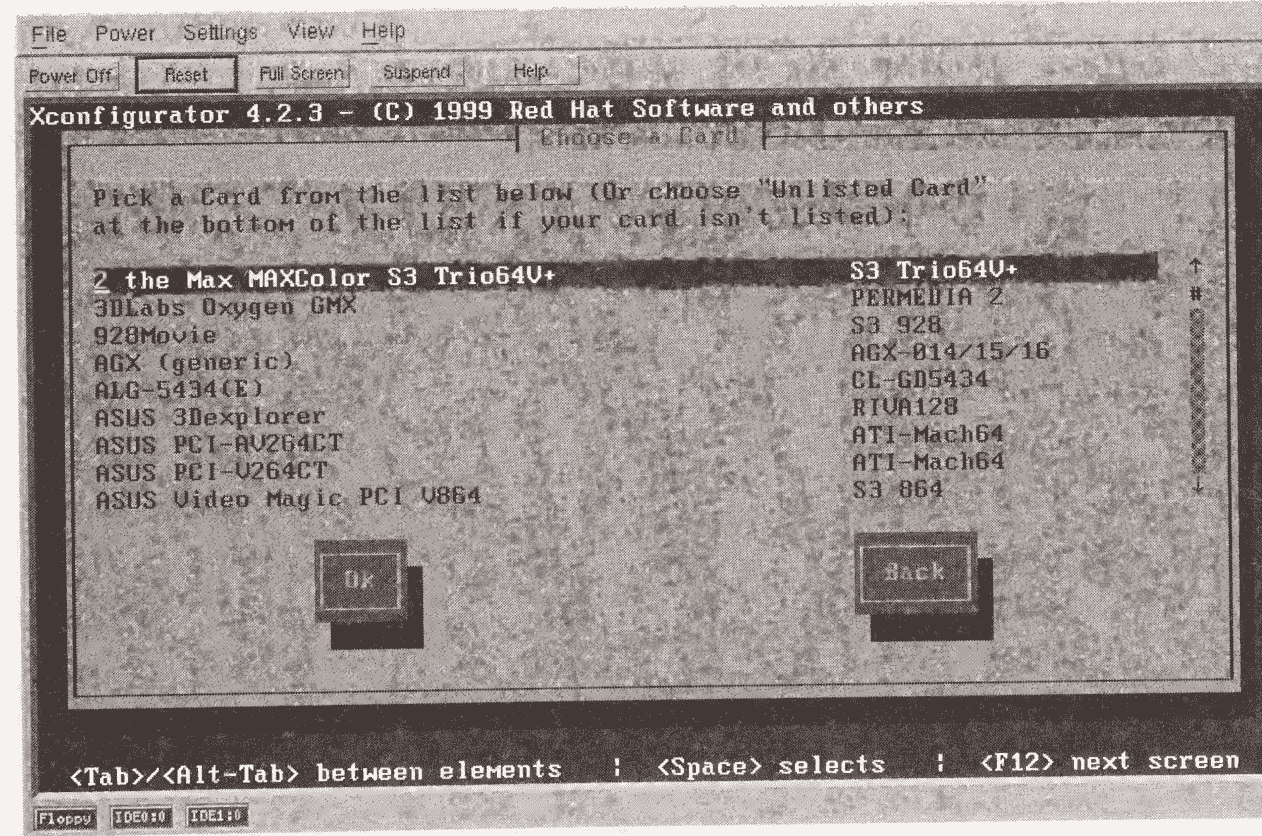 File Power Settings View Help
Power Off Reset Full Screen Suspend Help
Xconfigurator 4.2.3 - (C) 1999 Red Hat Software and others
Choose a Card
Pick a Card from the list below (Or choose "Unlisted Card"
at the bottom of the list if your card isn't listed):
2 the Max MAXColor S3 Trio64V+ S3 Trio64V+
3DLabs Oxygen GMX PERMEDIA 2
928Movie S3 928
AGX (generic) AGX-014/15/16
ALG-5434(E) CL-GD5434
ASUS 3Dexplorer RIVA128
ASUS PCI-AV264CT ATI-Mach64
ASUS PCI-V264CT ATI-Mach64
ASUS Video Magic PCI V864 S3 864
Ok Back
<Tab>/<Alt-Tab> between elements ¦ <Space> selects ¦ <F12> next screen
Floppy IDE0:0 IDE1:0